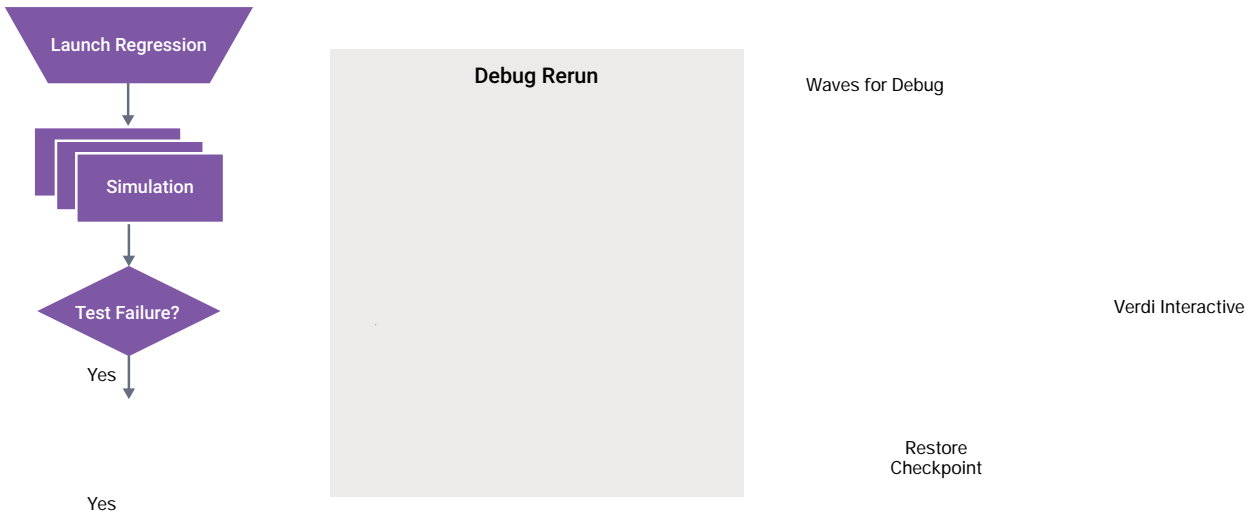 Launch Regression
Simulation
Test Failure?
Yes
Yes
Debug Rerun
Waves for Debug
Verdi Interactive
Restore
Checkpoint